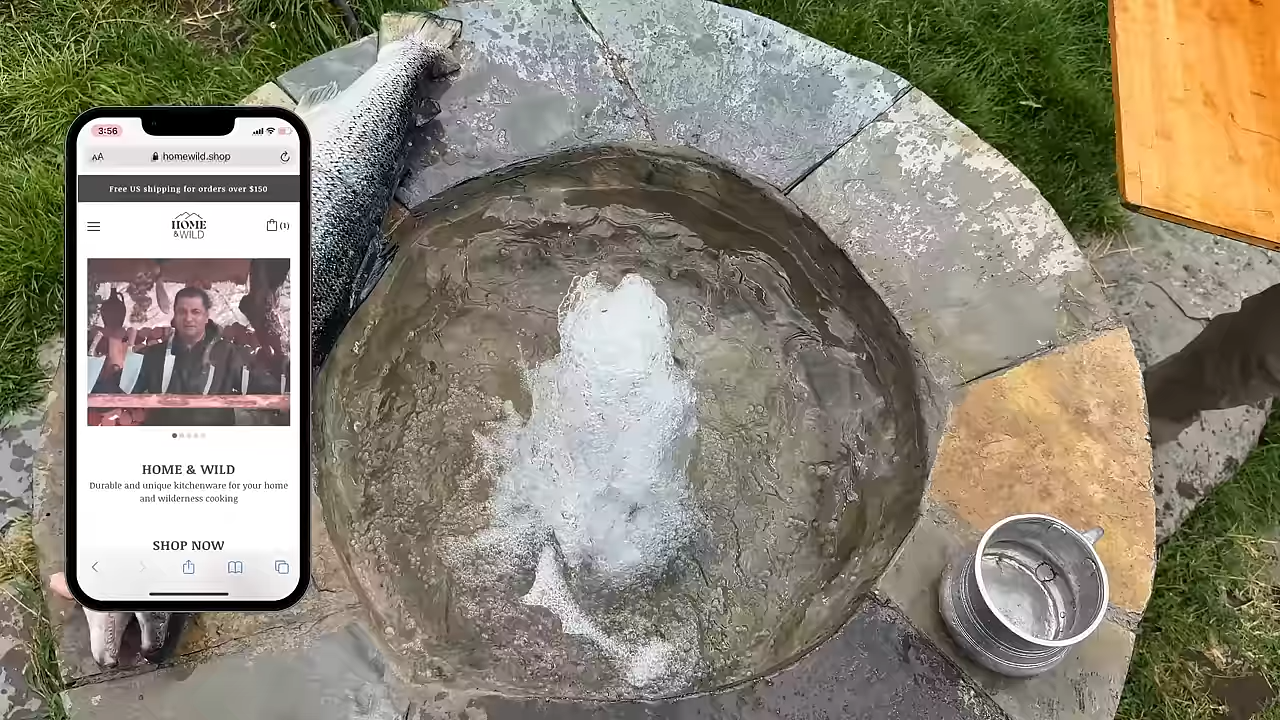 3:56
AA
homewild.shop
Free US shipping for orders over $150
HOME
&WILD
(1)
HOME & WILD
Durable and unique kitchenware for your home
and wilderness cooking
SHOP NOW